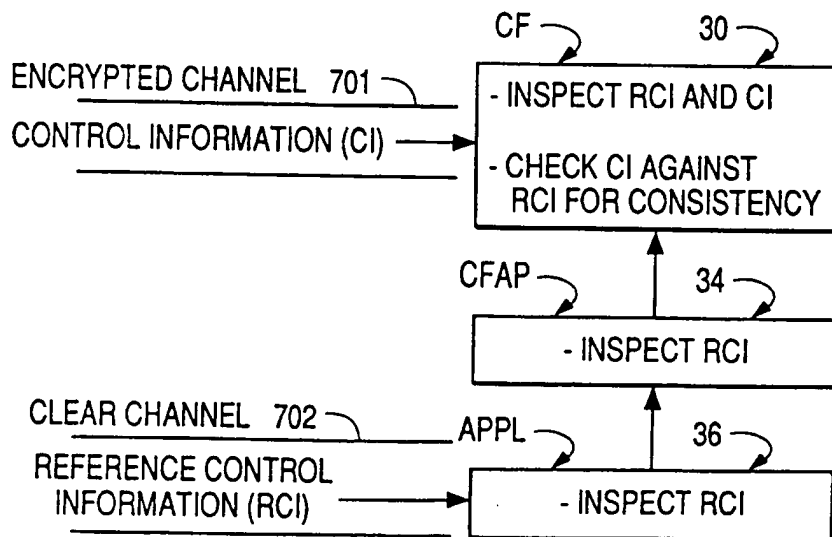 CF 30
ENCRYPTED CHANNEL 701
CONTROL INFORMATION (CI)
- INSPECT RCI AND CI
- CHECK CI AGAINST
RCI FOR CONSISTENCY
CFAP 34
- INSPECT RCI
CLEAR CHANNEL 702
REFERENCE CONTROL
INFORMATION (RCI)
APPL 36
- INSPECT RCI